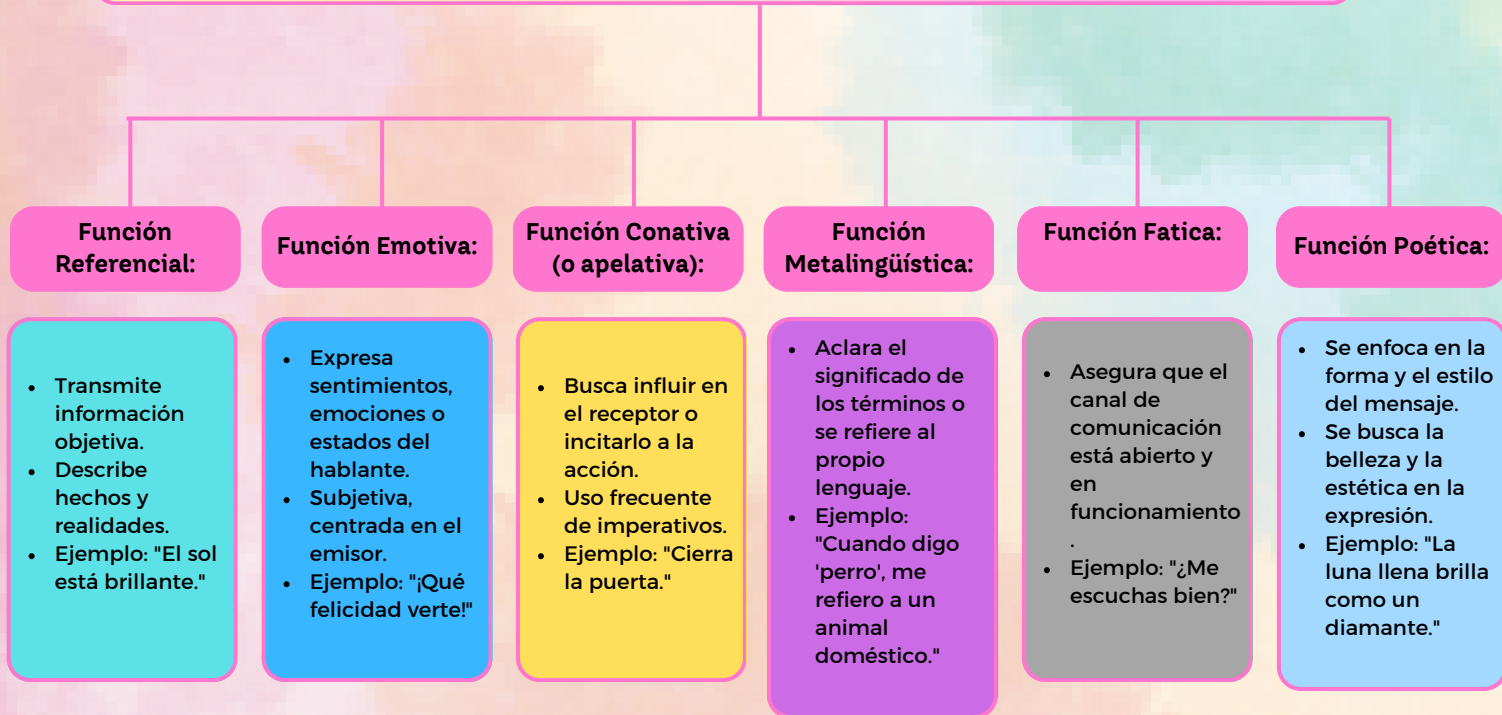 Función
Referencial:
Función Emotiva:
Función Conativa
(o apelativa):
Función
Metalingüística:
Función Fatica:
Función Poética:
• Transmite
información
objetiva.
• Describe
hechos y
realidades.
• Ejemplo: "El sol
está brillante."
• Expresa
sentimientos,
emociones o
estados del
hablante.
• Subjetiva,
centrada en el
emisor.
• Ejemplo: "¡Qué
felicidad verte!"
• Busca influir en
el receptor o
incitarlo a la
acción.
• Uso frecuente
de imperativos.
• Ejemplo: "Cierra
la puerta."
• Aclara el
significado de
los términos o
se refiere al
propio
lenguaje.
• Ejemplo:
"Cuando digo
'perro', me
refiero a un
animal
doméstico."
• Asegura que el
canal de
comunicación
está abierto y
en
funcionamiento
.
• Ejemplo: "¿Me
escuchas bien?"
• Se enfoca en la
forma y el estilo
del mensaje.
• Se busca la
belleza y la
estética en la
expresión.
• Ejemplo: "La
luna llena brilla
como un
diamante."